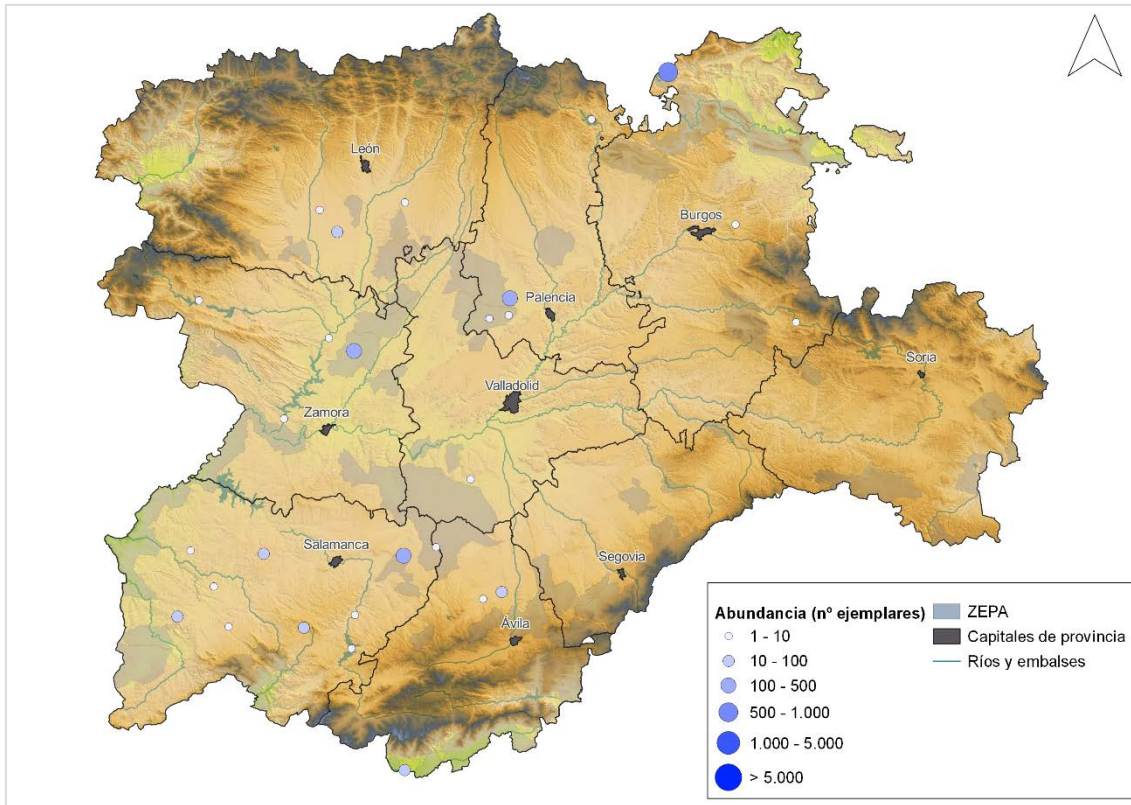 León
Burgos
Palencia
Soria
Valladolid
Zamora
Salamanca
Segovia
Ávila
Abundancia (nº ejemplares)
1 - 10
10 - 100
100 - 500
500 - 1.000
1.000 - 5.000
> 5.000
ZEPA
Capitales de provincia
Ríos y embalses